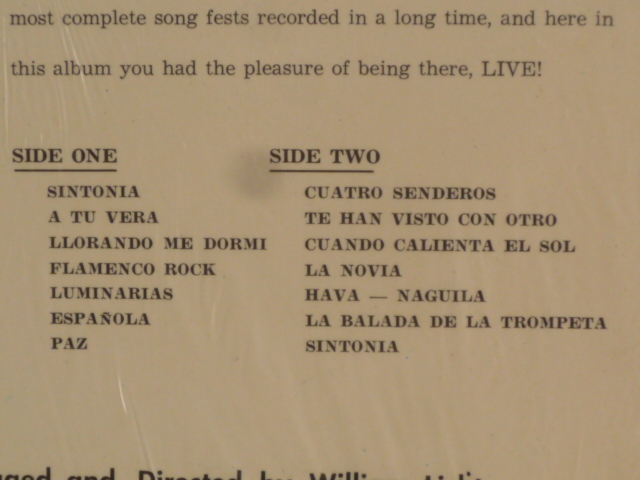 most complete song fests recorded in a long time, and here in
this album you had the pleasure of being there, LIVE!
SIDE ONE
SINTONIA
A TU VERA
LLORANDO ME DORMI
FLAMENCO ROCK
LUMINARIAS
ESPAÑOLA
PAZ
SIDE TWO
CUATRO SENDEROS
TE HAN VISTO CON OTRO
CUANDO CALIENTA EL SOL
LA NOVIA
HAVA — NAGUILA
LA BALADA DE LA TROMPETA
SINTONIA
and Directed by William